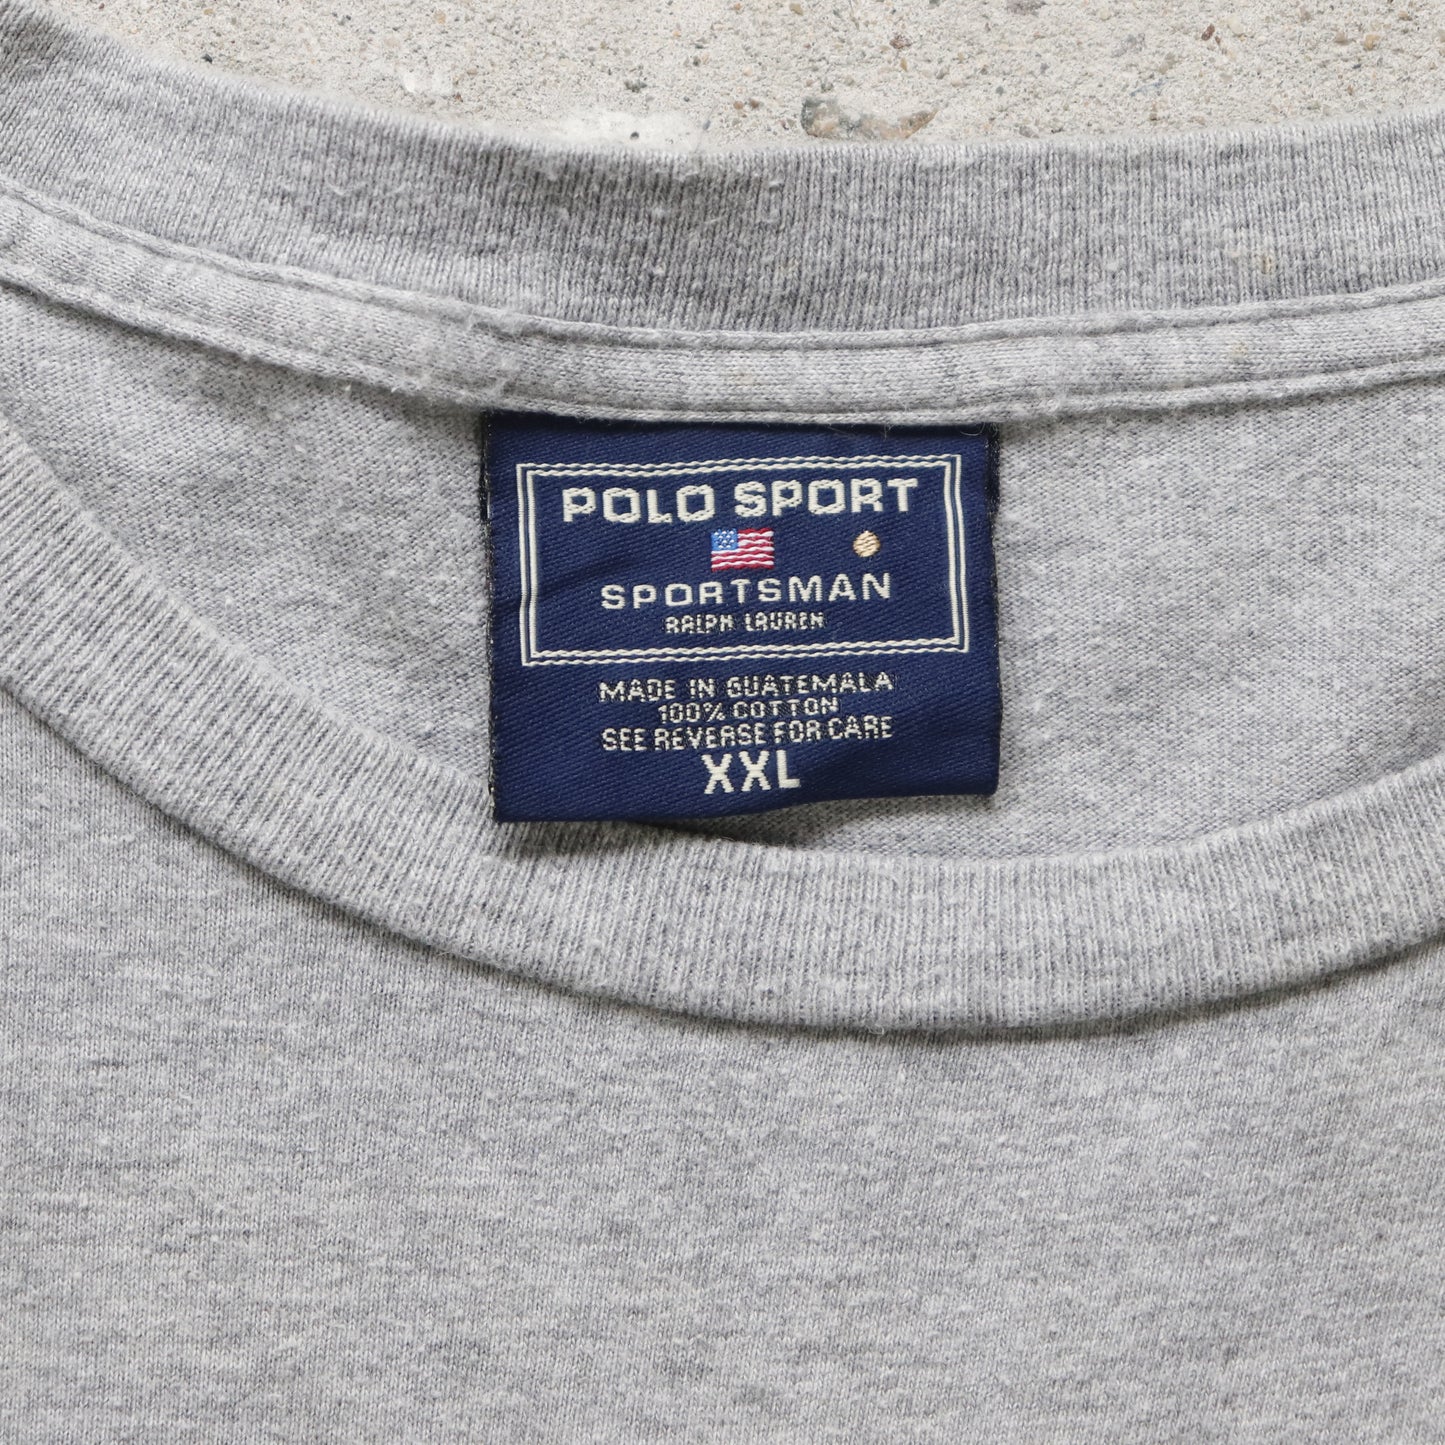 POLO SPORT
SPORTSMAN
RALPH LAUREN
MADE IN GUATEMALA
100% COTTON
SEE REVERSE FOR CARE
XXL